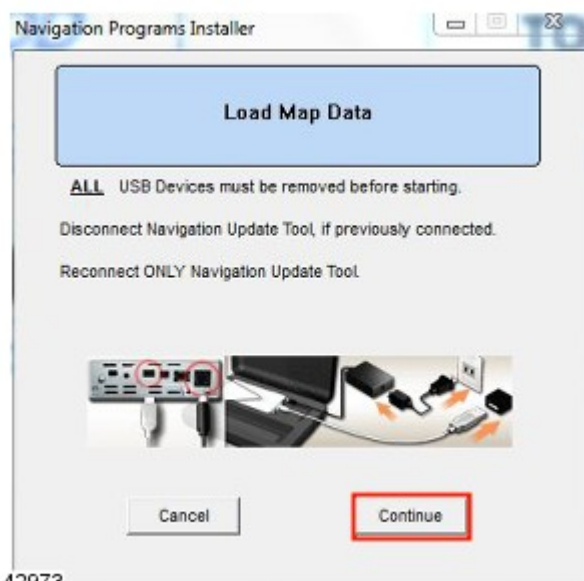 Navigation Programs Installer
Load Map Data
ALL USB Devices must be removed before starting.
Disconnect Navigation Update Tool, if previously connected.
Reconnect ONLY Navigation Update Tool.
Cancel
Continue